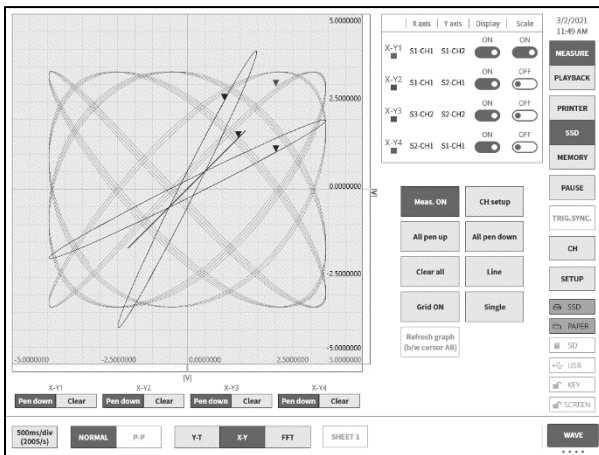 5.0000000
2.5000000
0.0000000
-2.5000000
-5.0000000
-5.0000000
-2.5000000
0.0000000
2.5000000
5.0000000
[V]
[V]
X axis Y axis Display Scale
X-Y1 S1-CH1 S1-CH2 ON ON
X-Y2 S1-CH1 S2-CH1 ON OFF
X-Y3 S3-CH2 S2-CH2 ON OFF
X-Y4 S2-CH1 S1-CH1 ON OFF
Meas. ON CH setup
All pen up All pen down
Clear all Line
Grid ON Single
Refresh graph
(b/w cursor AB)
3/2/2021
11:49 AM
MEASURE
PLAYBACK
PRINTER
SSD
MEMORY
PAUSE
TRIG.SYNC.
CH
SETUP
SSD
PAPER
SD
USB
KEY
SCREEN
X-Y1 X-Y2 X-Y3 X-Y4
Pen down Clear Pen down Clear Pen down Clear Pen down Clear
500ms/div
(200S/s)
NORMAL P-P Y-T X-Y FFT SHEET 1 WAVE